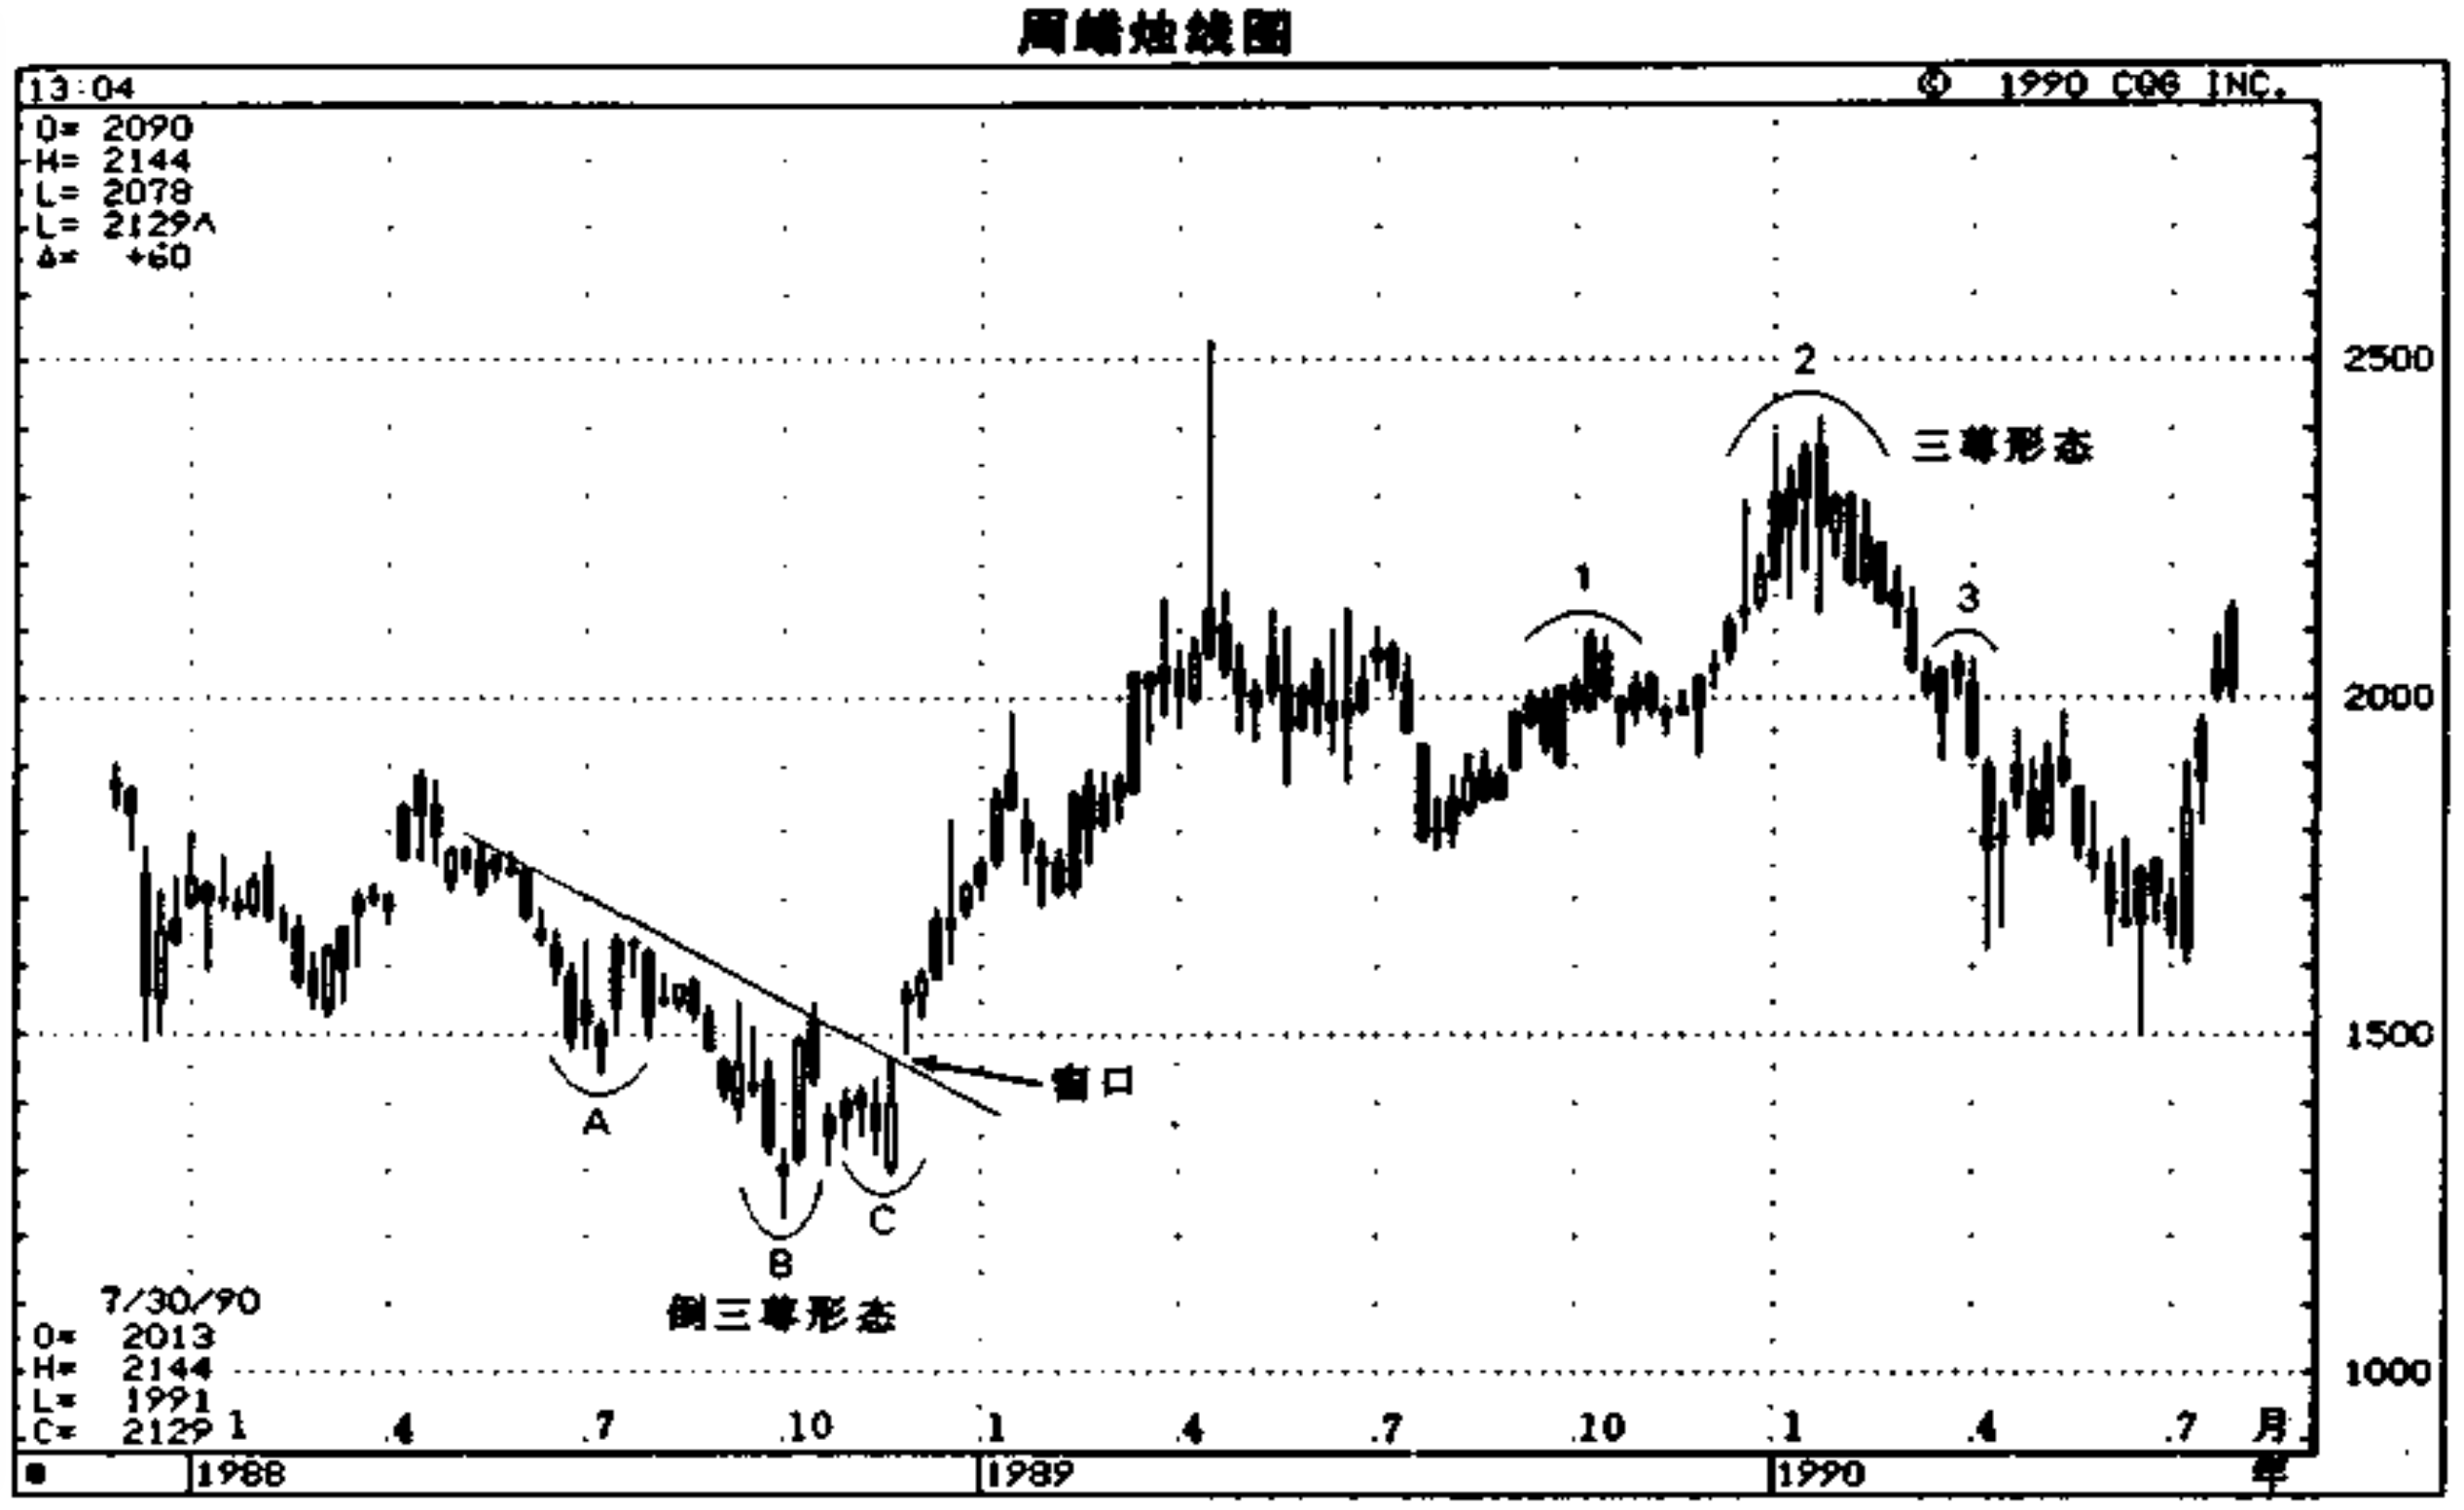 周蜡烛线图
13:04 © 1990 CQG INC.
O= 2090
H= 2144
L= 2078
L= 2129A
Δ= +60
2500
2
三尊形态
1
3
2000
1500
窗口
A
C
B
倒三尊形态
7/30/90
O= 2013
H= 2144
L= 1991
C= 2129
1000
1 .4 .7 .10 .1 .4 .7 .10 .1 .4 .7 月
1988 1989 1990 年